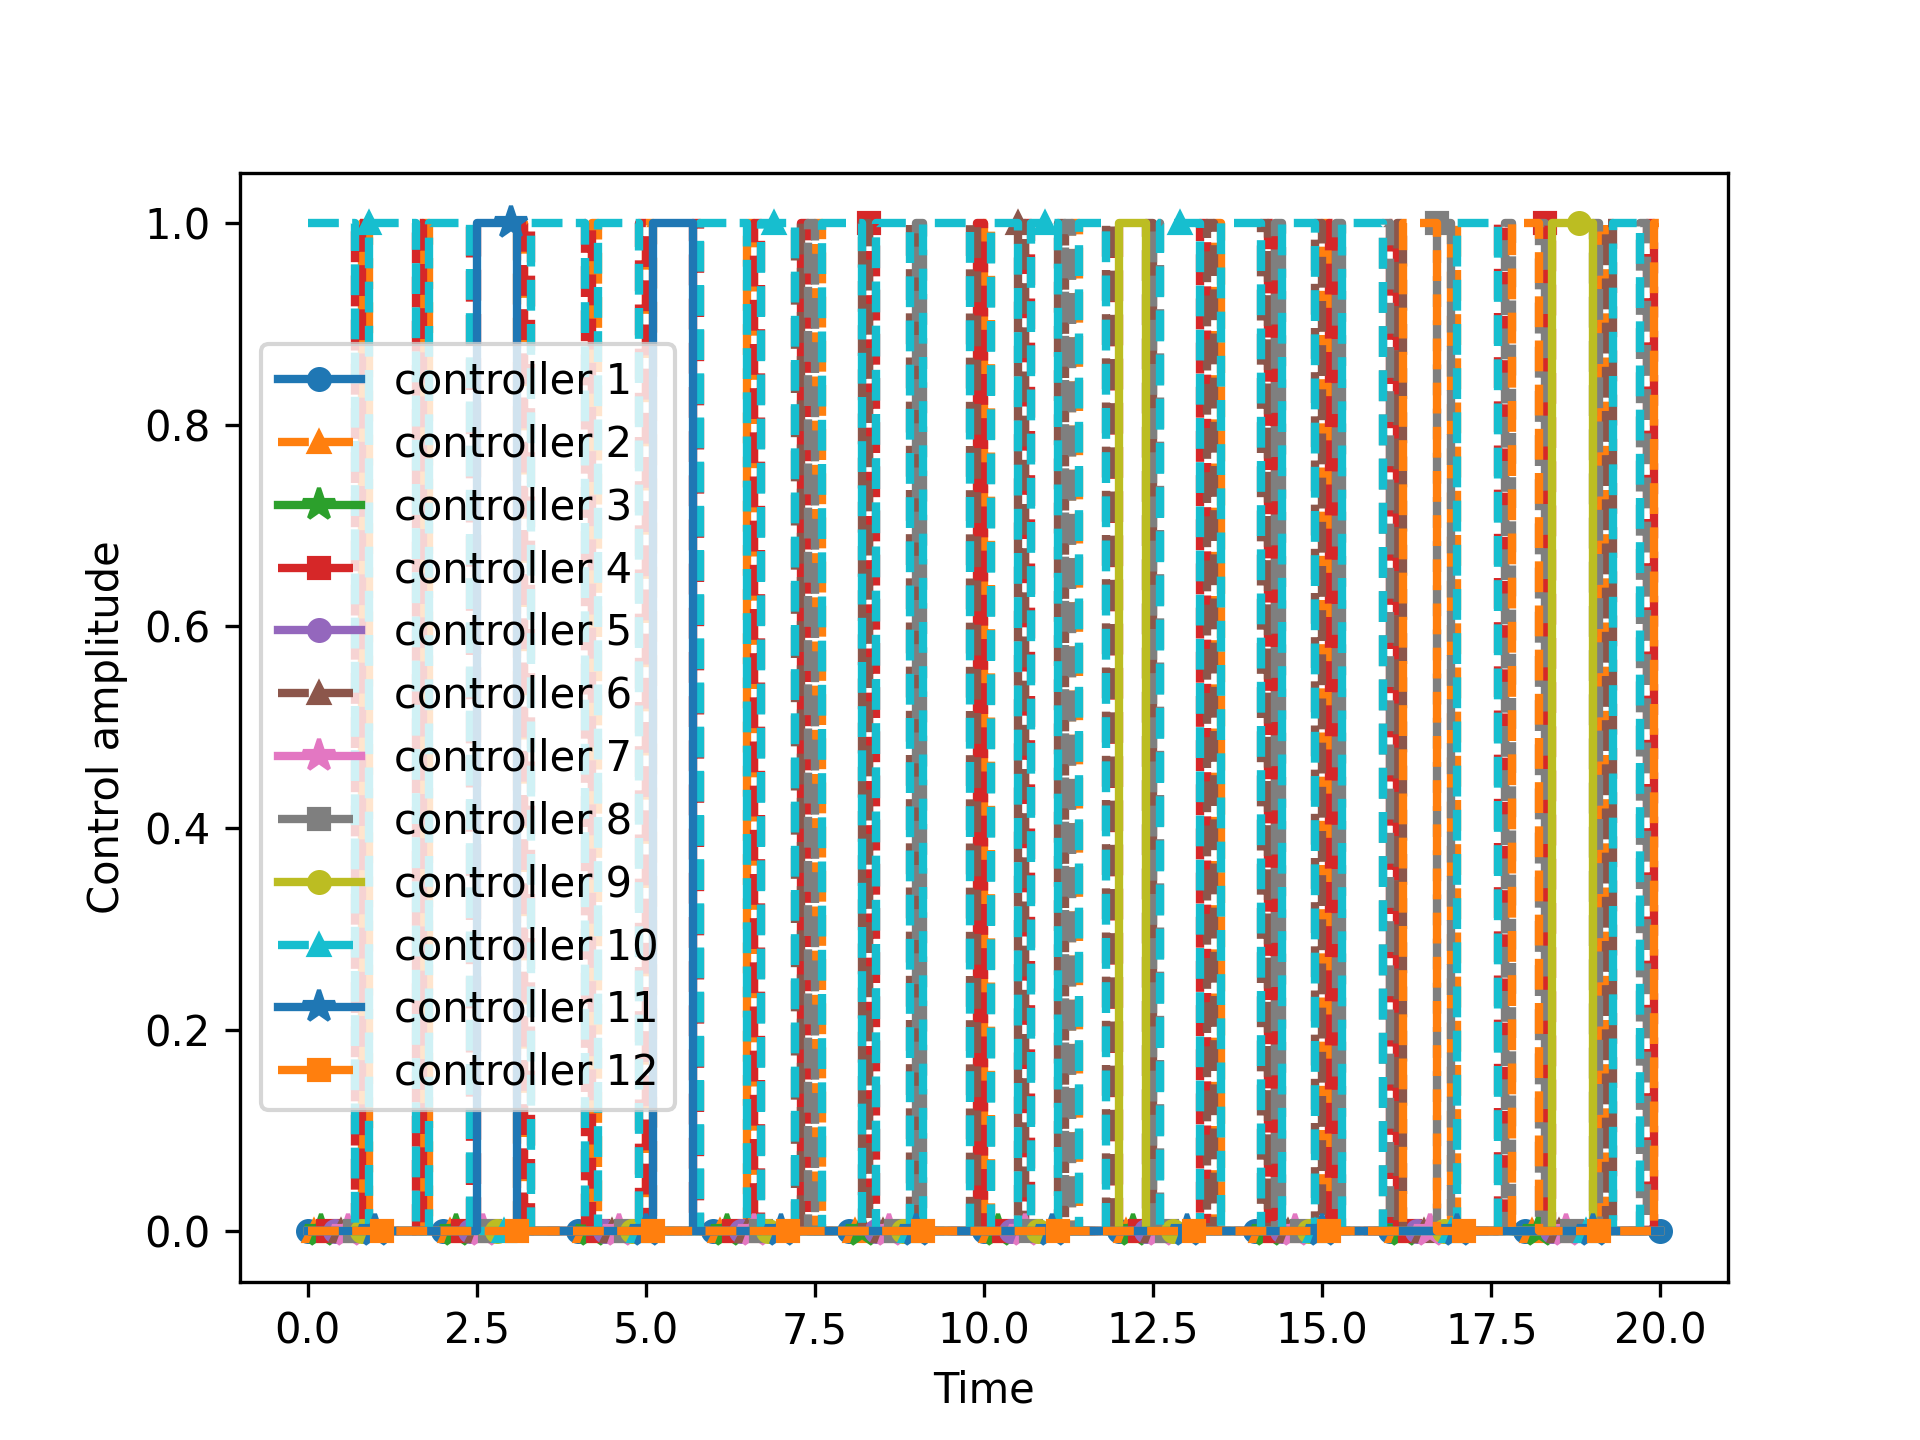 1.0
0.8
0.6
0.4
0.2
0.0
Control amplitude
controller 1
controller 2
controller 3
controller 4
controller 5
controller 6
controller 7
controller 8
controller 9
controller 10
controller 11
controller 12
0.0 2.5 5.0 7.5 10.0 12.5 15.0 17.5 20.0
Time